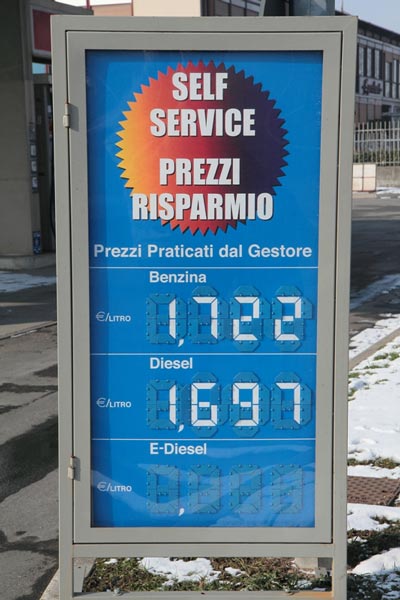 SELF
SERVICE
PREZZI
RISPARMIO
Prezzi Praticati dal Gestore
Benzina
€/LITRO 1,722
Diesel
€/LITRO 1,697
E-Diesel
€/LITRO ,